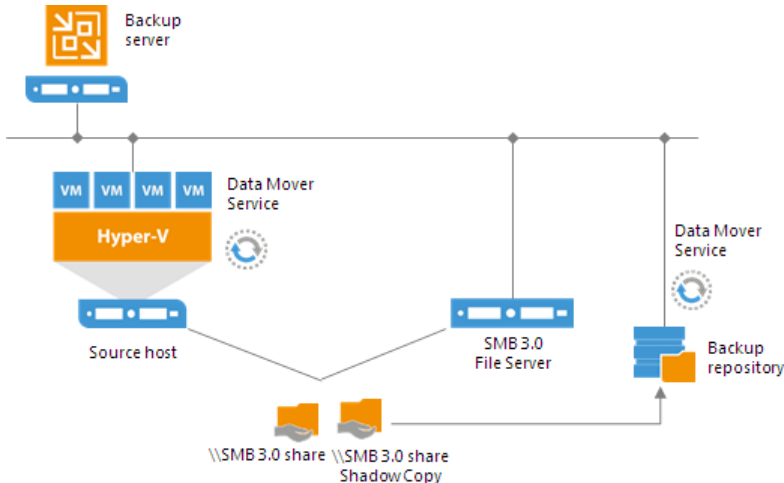 Backup
server
VM VM VM VM
Data Mover
Service
Hyper-V
Data Mover
Service
Source host
SMB 3.0
File Server
Backup
repository
\\SMB 3.0 share
\\SMB 3.0 share
Shadow Copy